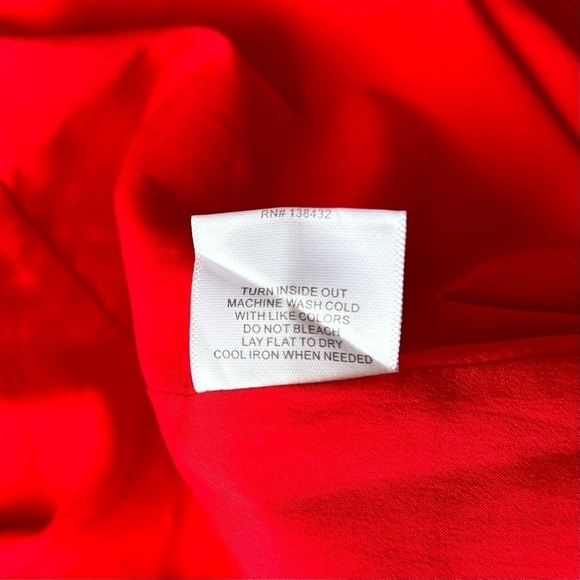 RN# 138432
TURN INSIDE OUT
MACHINE WASH COLD
WITH LIKE COLORS
DO NOT BLEACH
LAY FLAT TO DRY
COOL IRON WHEN NEEDED